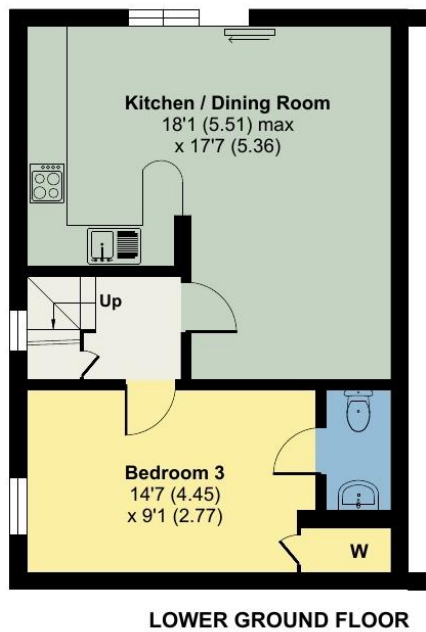 Kitchen / Dining Room
18'1 (5.51) max
x 17'7 (5.36)
Up
Bedroom 3
14'7 (4.45)
x 9'1 (2.77)
W
LOWER GROUND FLOOR